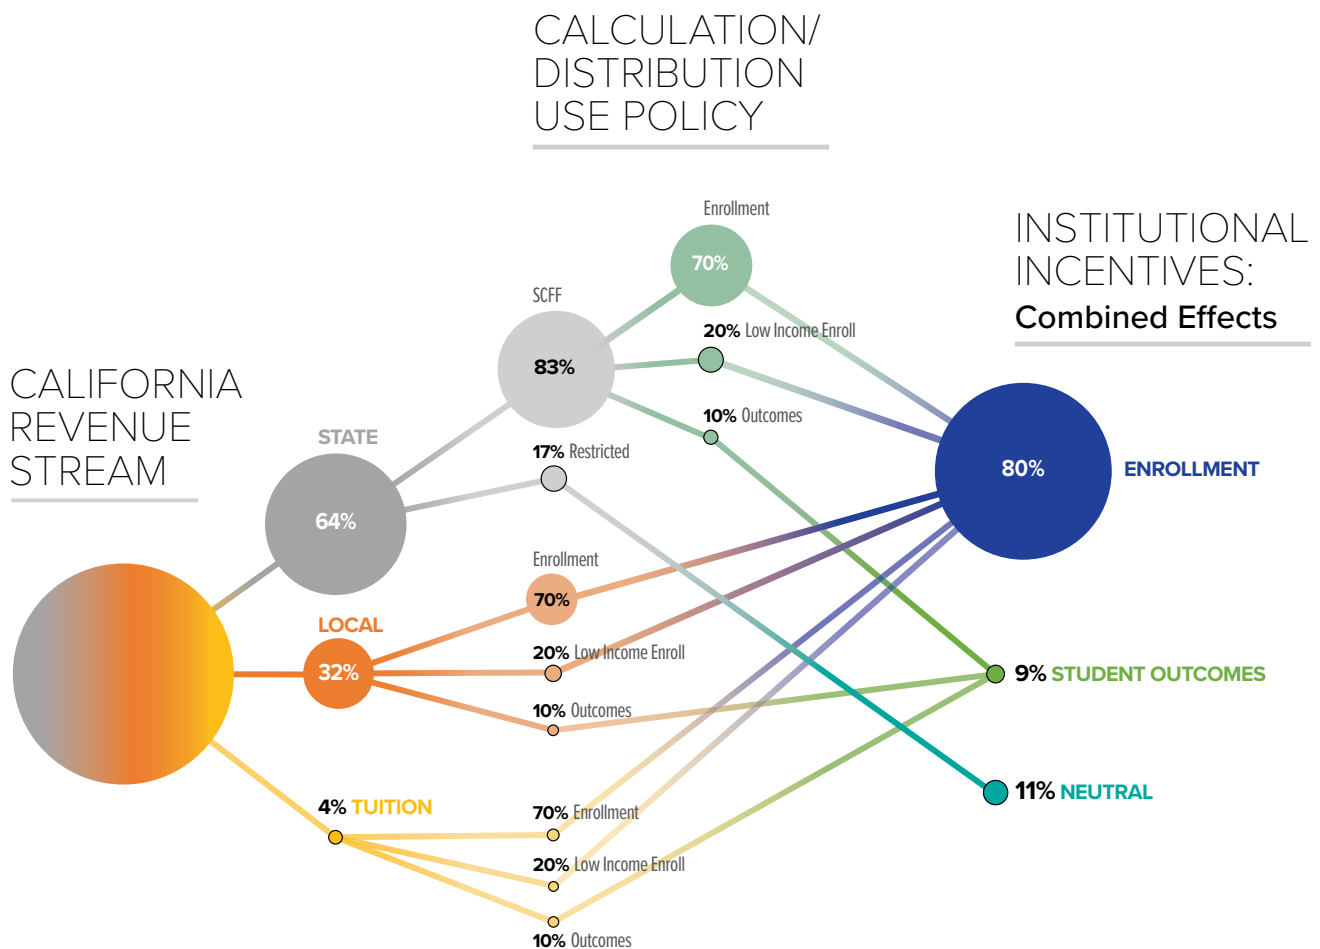 CALCULATION/
DISTRIBUTION
USE POLICY
INSTITUTIONAL
INCENTIVES:
Combined Effects
CALIFORNIA
REVENUE
STREAM
STATE
64%
LOCAL
32%
4% TUITION
SCFF
83%
17% Restricted
Enrollment
70%
20% Low Income Enroll
10% Outcomes
Enrollment
70%
20% Low Income Enroll
10% Outcomes
70% Enrollment
20% Low Income Enroll
10% Outcomes
80%
ENROLLMENT
9% STUDENT OUTCOMES
11% NEUTRAL